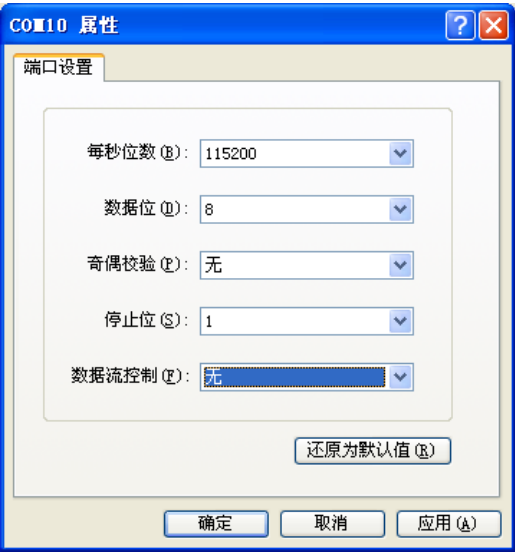 COM10 属性
端口设置
每秒位数(B): 115200
数据位(D): 8
奇偶校验(P): 无
停止位(S): 1
数据流控制(F): 无
还原为默认值(R)
确定 取消 应用(A)